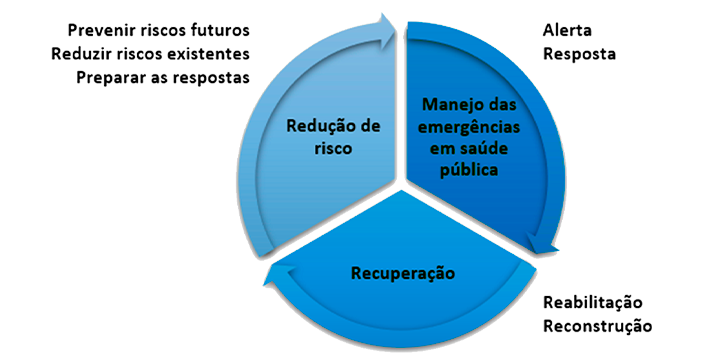 Prevenir riscos futuros
Reduzir riscos existentes
Preparar as respostas
Alerta
Resposta
Redução de
risco
Manejo das
emergências
em saúde
pública
Recuperação
Reabilitação
Reconstrução